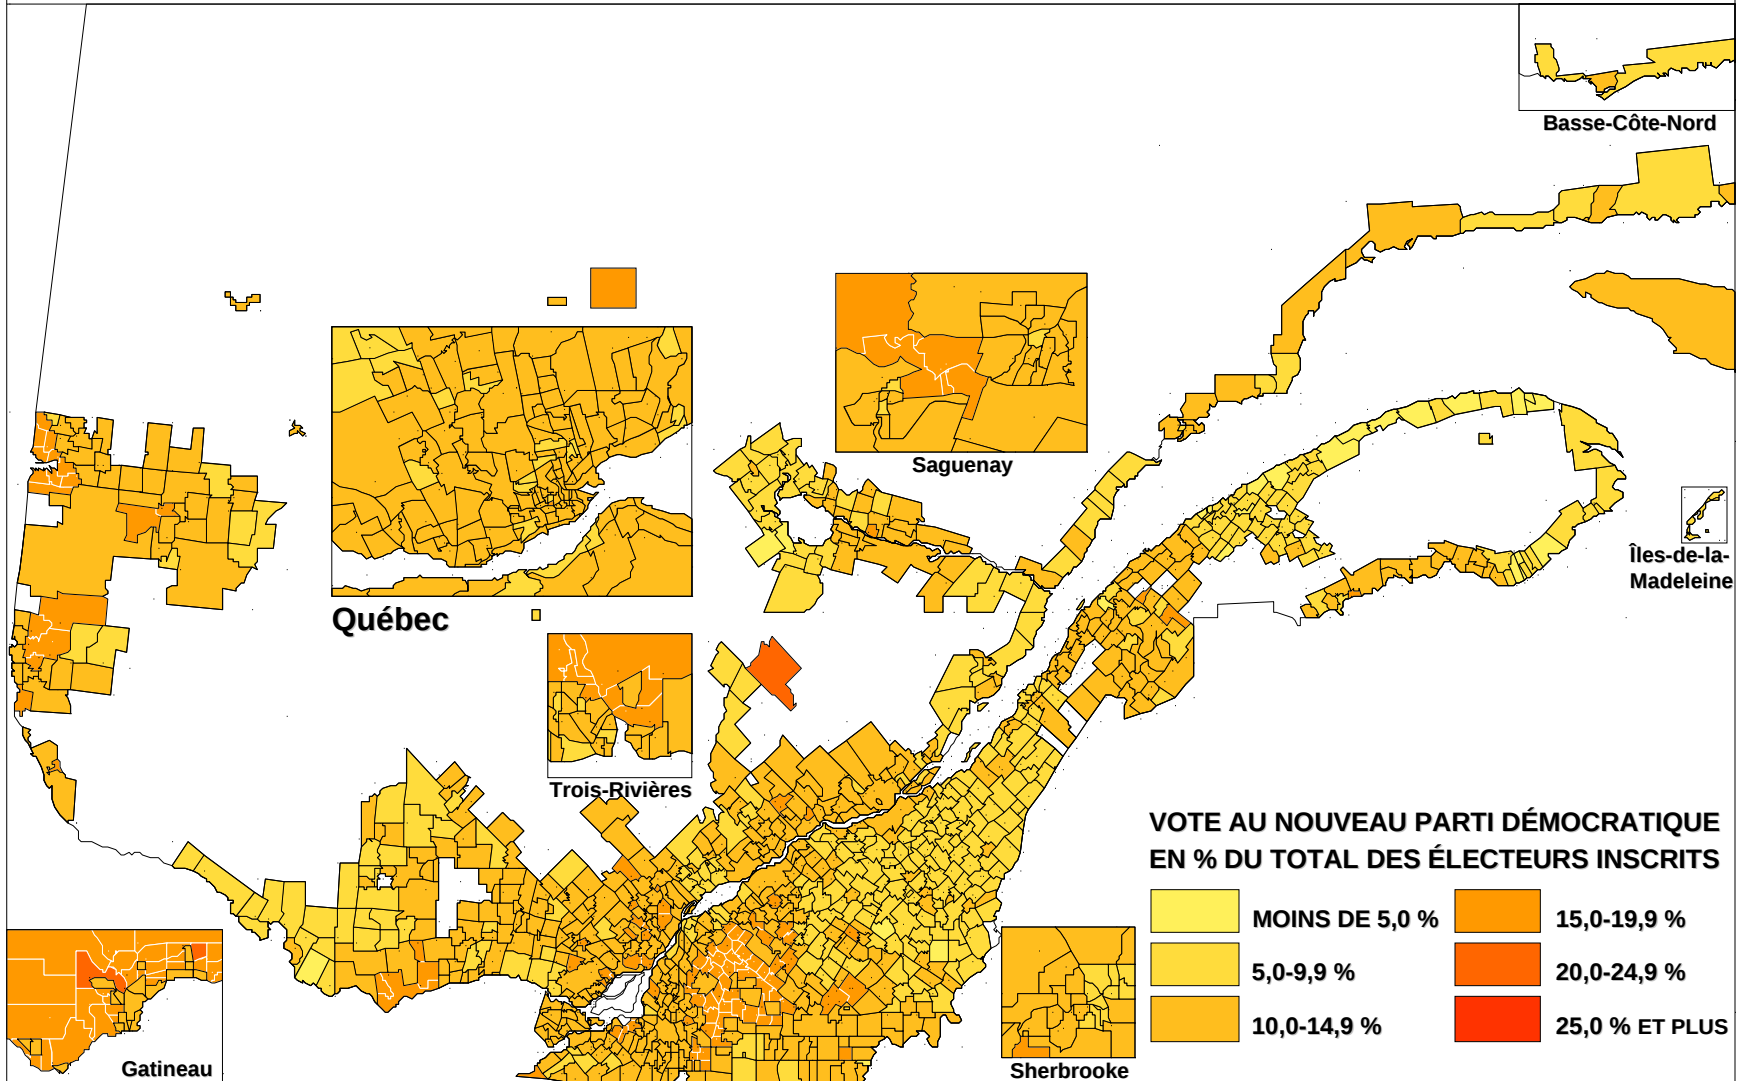 Basse-Côte-Nord
Saguenay
Îles-de-la-
Madeleine
Québec
Trois-Rivières
VOTE AU NOUVEAU PARTI DÉMOCRATIQUE
EN % DU TOTAL DES ÉLECTEURS INSCRITS
MOINS DE 5,0 %
15,0-19,9 %
5,0-9,9 %
20,0-24,9 %
10,0-14,9 %
25,0 % ET PLUS
Gatineau
Sherbrooke